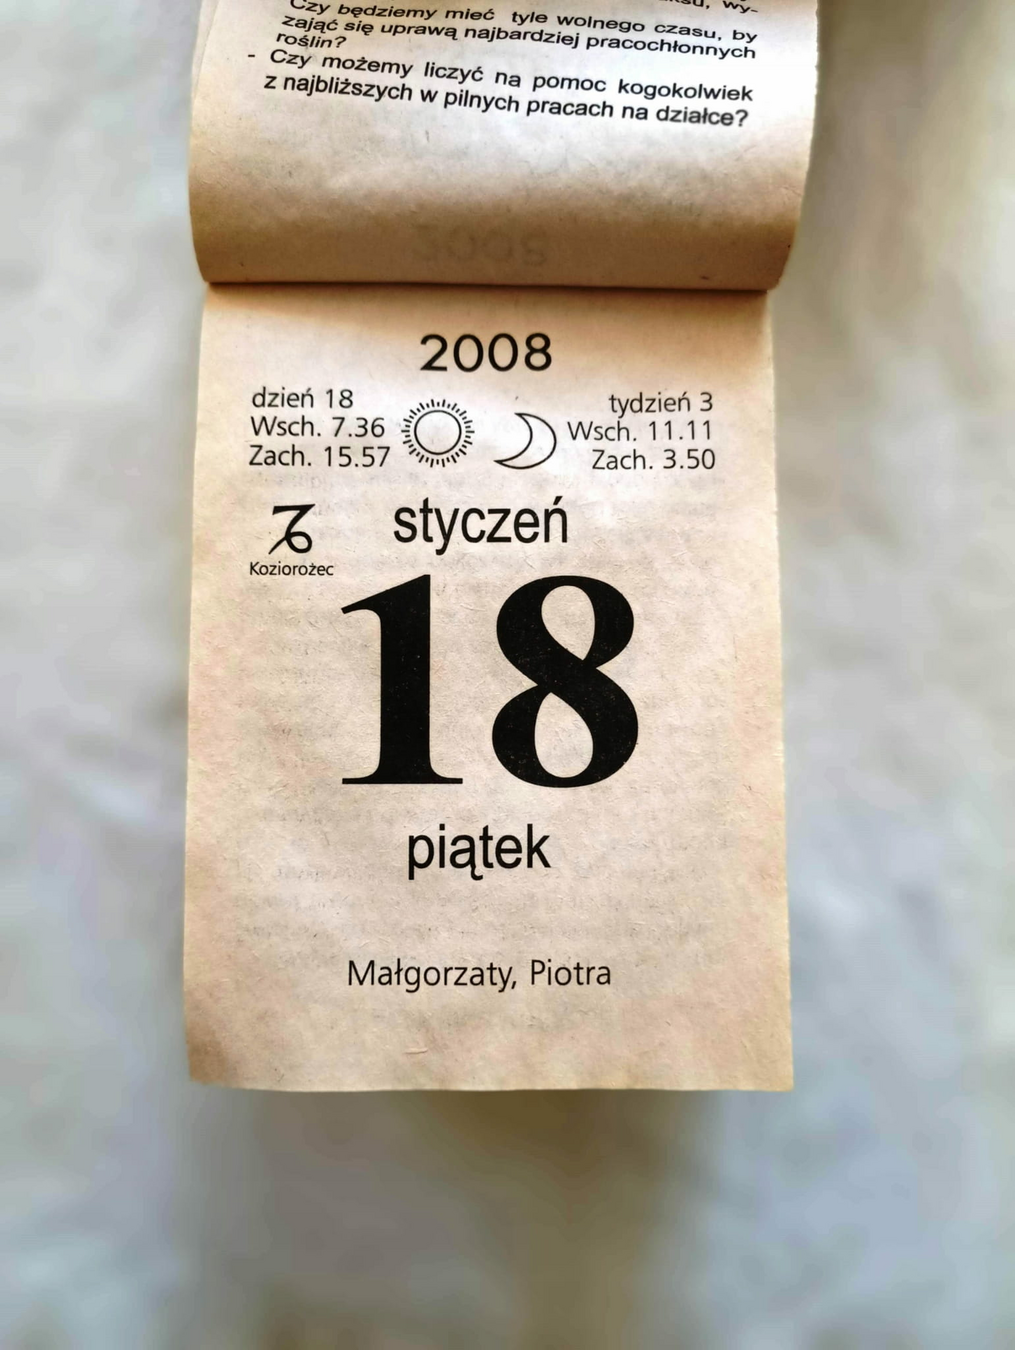 wy-
Czy będziemy mieć tyle wolnego czasu, by
zająć się uprawą najbardziej pracochłonnych
roślin?
- Czy możemy liczyć na pomoc kogokolwiek
z najbliższych w pilnych pracach na działce?
2008
dzień 18
Wsch. 7.36
Zach. 15.57
tydzień 3
Wsch. 11.11
Zach. 3.50
Koziorożec
styczeń
18
piątek
Małgorzaty, Piotra